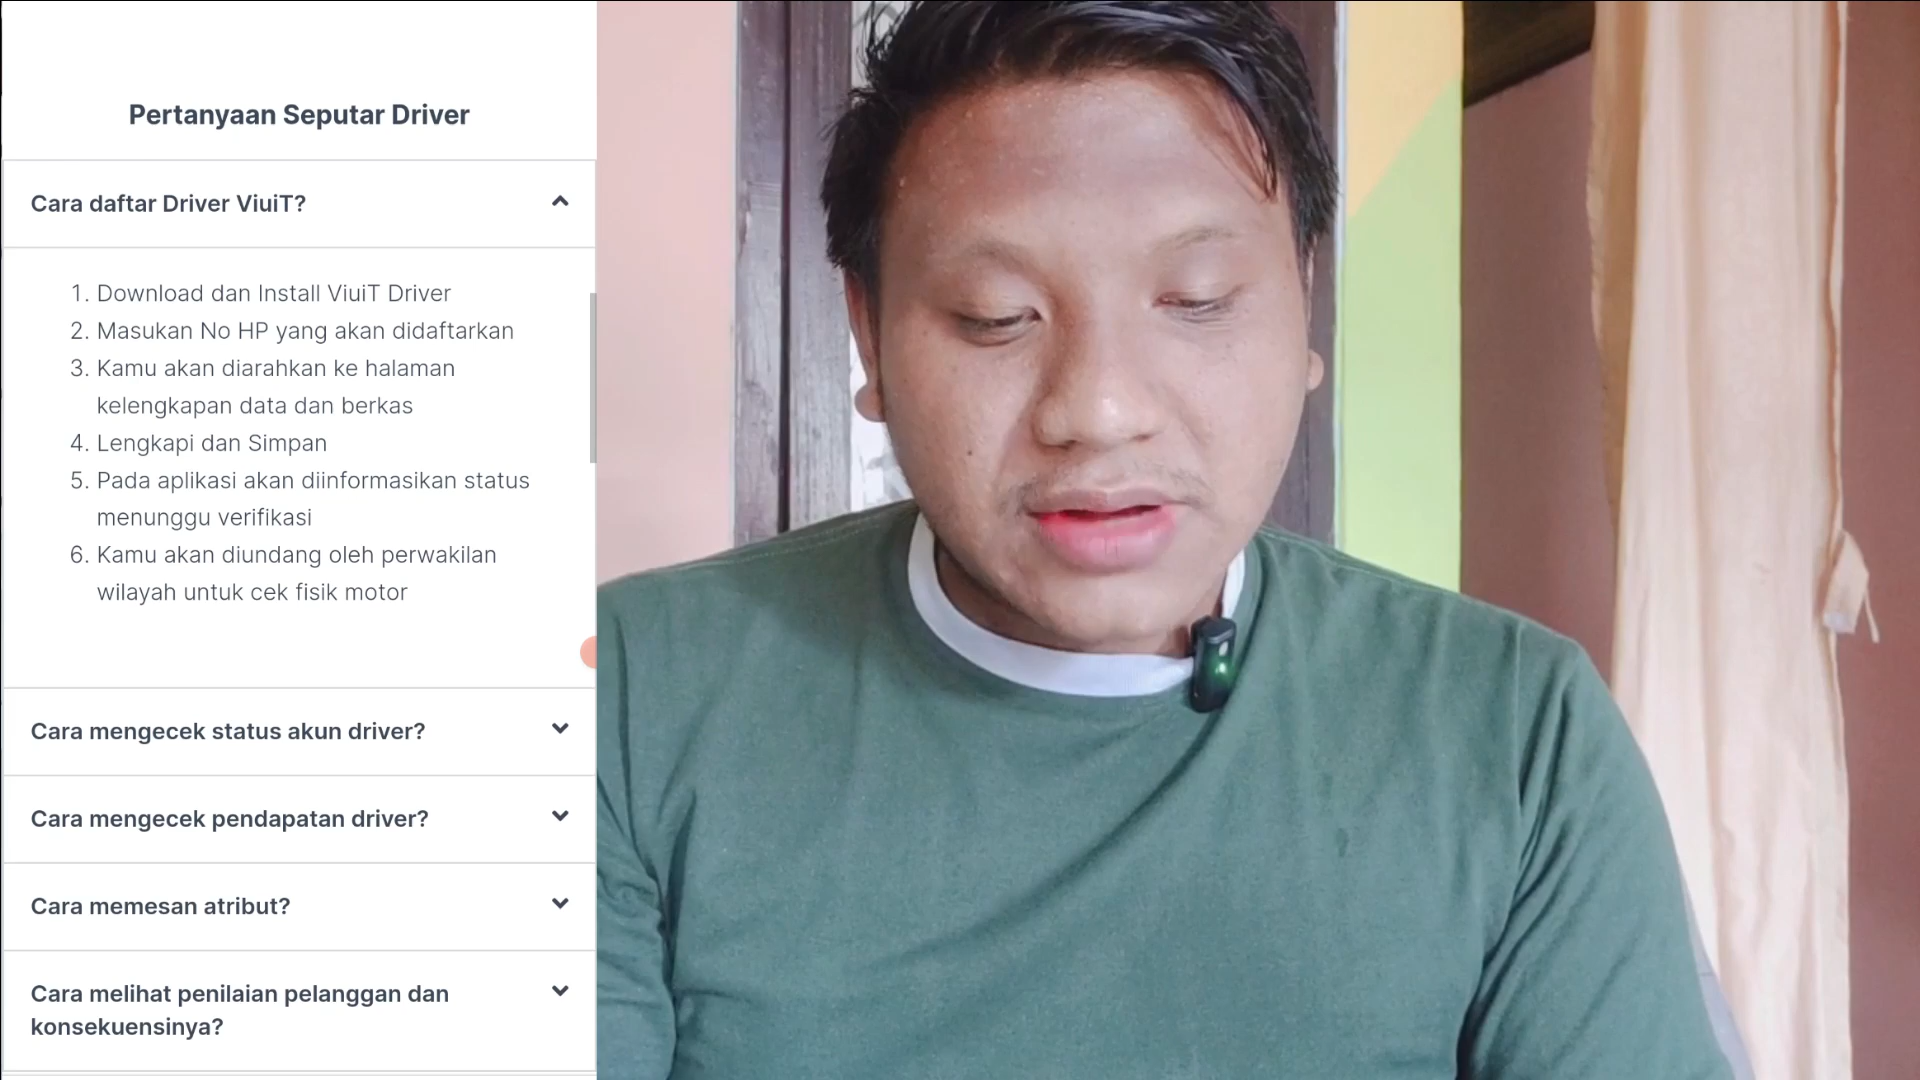 Pertanyaan Seputar Driver
Cara daftar Driver ViuiT?
1. Download dan Install ViuiT Driver
2. Masukan No HP yang akan didaftarkan
3. Kamu akan diarahkan ke halaman
kelengkapan data dan berkas
4. Lengkapi dan Simpan
5. Pada aplikasi akan diinformasikan status
menunggu verifikasi
6. Kamu akan diundang oleh perwakilan
wilayah untuk cek fisik motor
Cara mengecek status akun driver?
Cara mengecek pendapatan driver?
Cara memesan atribut?
Cara melihat penilaian pelanggan dan
konsekuensinya?